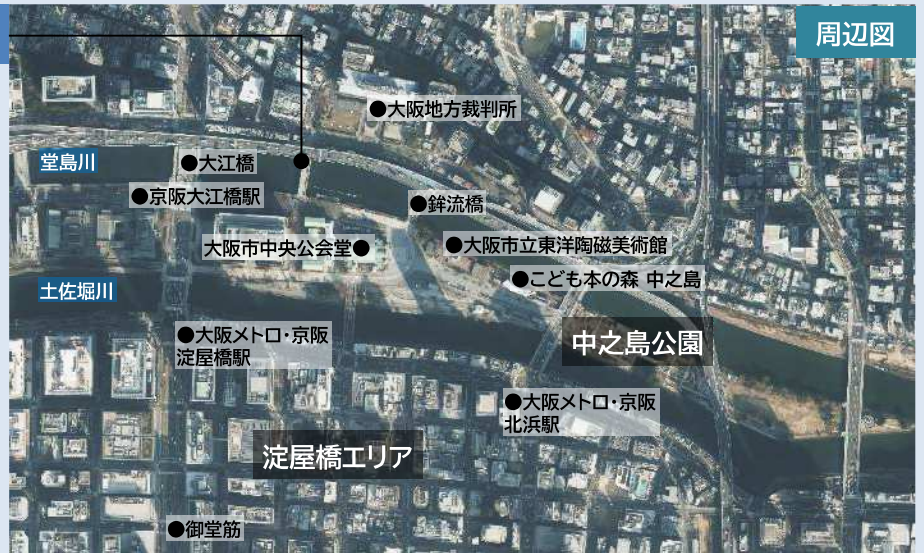 周辺図
●大阪地方裁判所
堂島川
●大江橋
●京阪大江橋駅
●鉾流橋
大阪市中央公会堂●
●大阪市立東洋陶磁美術館
●こども本の森 中之島
土佐堀川
●大阪メトロ・京阪
淀屋橋駅
中之島公園
●大阪メトロ・京阪
北浜駅
淀屋橋エリア
●御堂筋